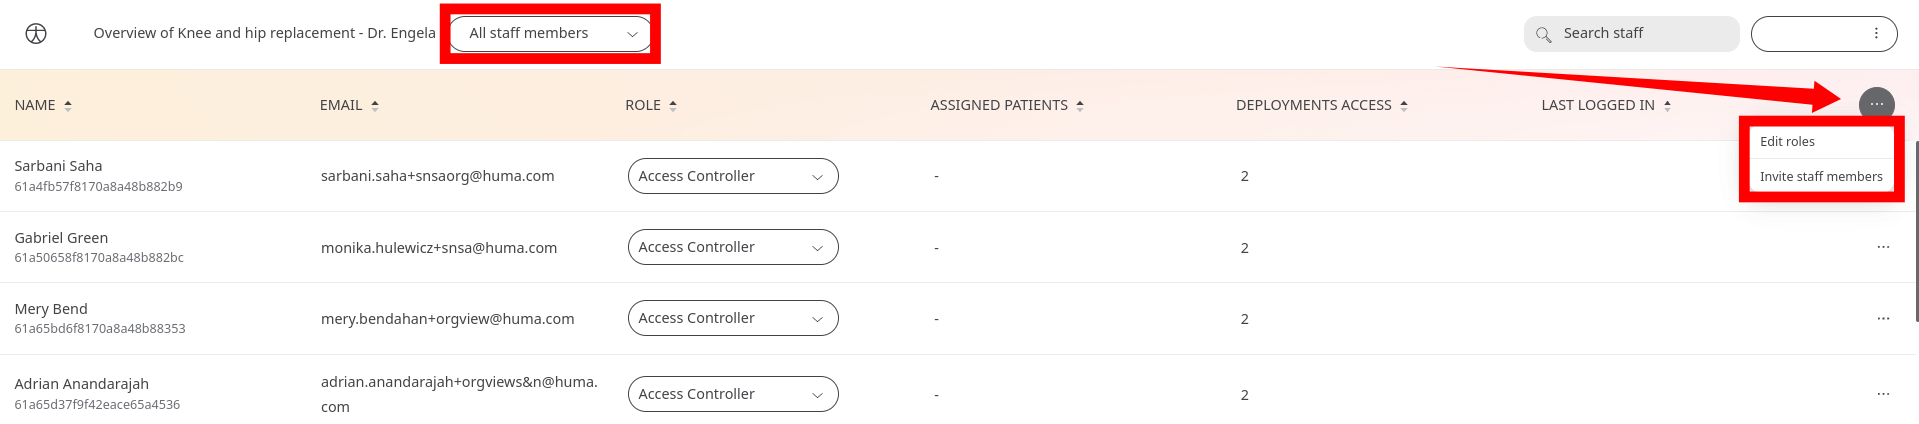 Overview of Knee and hip replacement - Dr. Engela All staff members Search staff
NAME EMAIL ROLE ASSIGNED PATIENTS DEPLOYMENTS ACCESS LAST LOGGED IN
Edit roles
Invite staff members
Sarbani Saha
61a4fb57f8170a8a48b882b9
sarbani.saha+snsaorg@huma.com Access Controller - 2
Gabriel Green
61a50658f8170a8a48b882bc
monika.hulewicz+snsa@huma.com Access Controller - 2
Mery Bend
61a65bd6f8170a8a48b88353
mery.bendahan+orgview@huma.com Access Controller - 2
Adrian Anandarajah
61a65d37f9f42eace65a4536
adrian.anandarajah+orgviews&n@huma.
com
Access Controller - 2